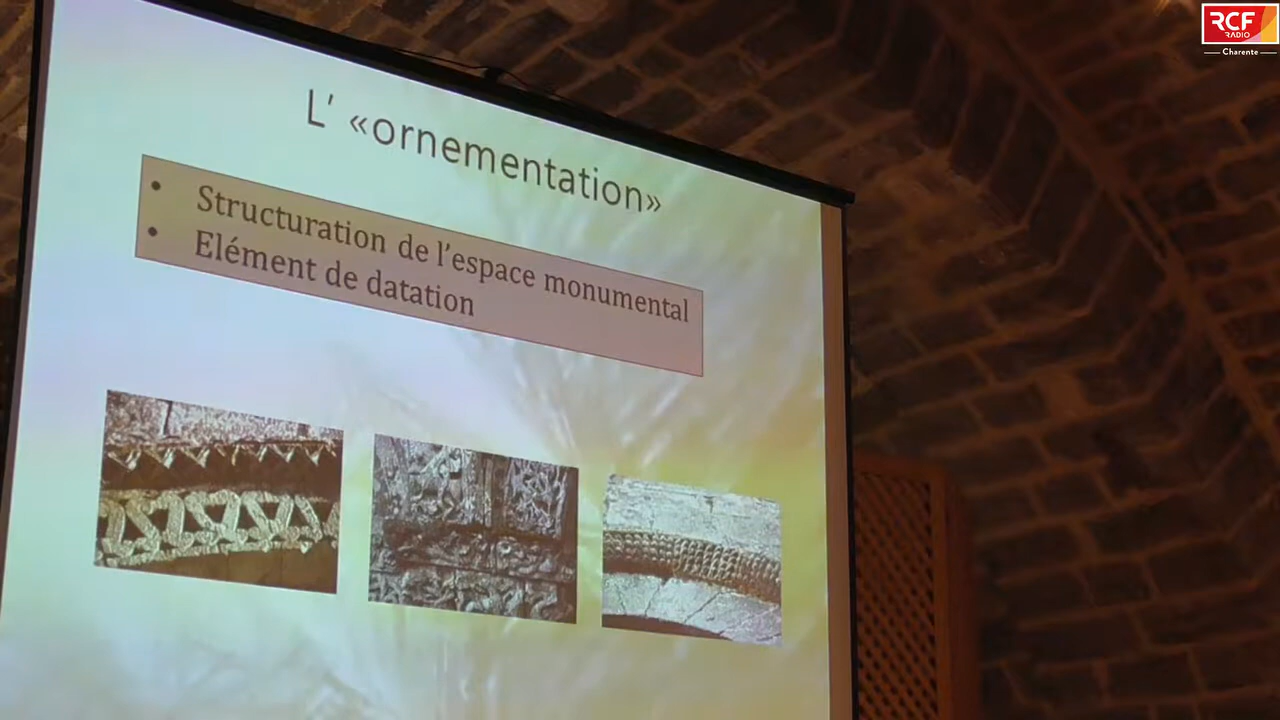 RCF
RADIO
Charente
L' «ornementation»
• Structuration de l'espace monumental
• Elément de datation